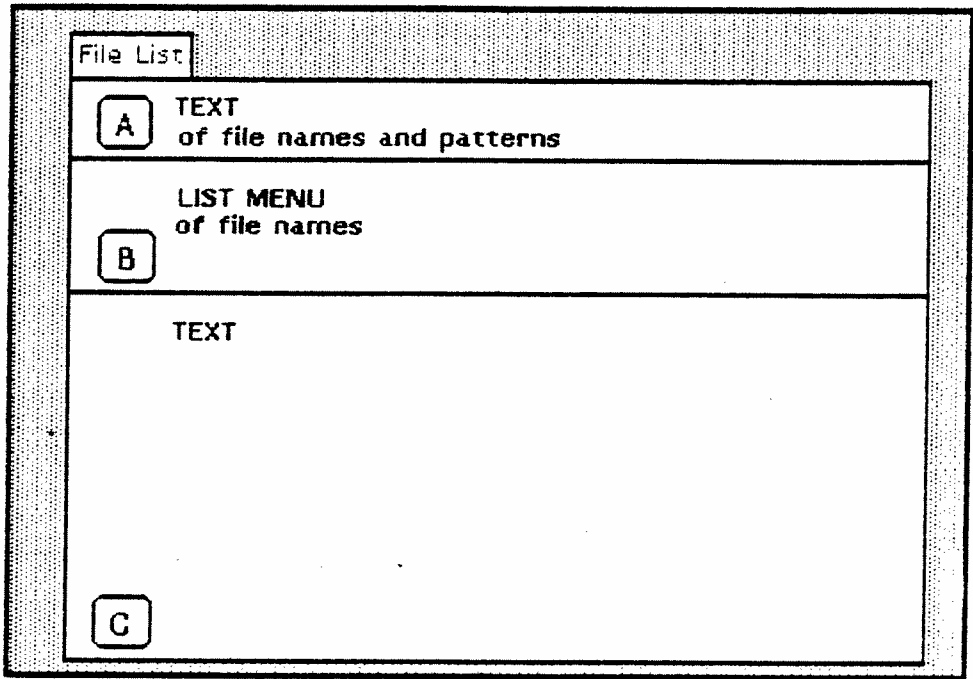 File List
A
TEXT
of file names and patterns
LIST MENU
of file names
B
TEXT
C